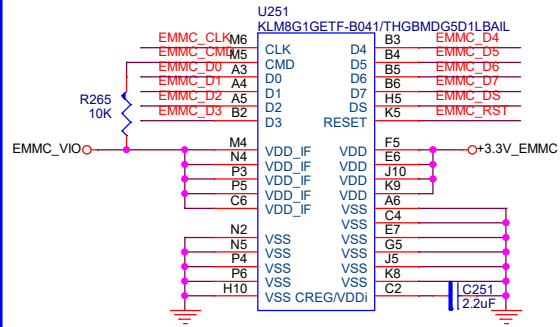 U251
KLM8G1GETF-B041/THGBMDG5D1LBAIL
EMMC_CLK M6 CLK D4 B3 EMMC_D4
EMMC_CMD M5 CMD D5 B4 EMMC_D5
EMMC_D0 A3 D0 D6 B5 EMMC_D6
EMMC_D1 A4 D1 D7 B6 EMMC_D7
EMMC_D2 A5 D2 DS H5 EMMC_DS
EMMC_D3 B2 D3 RESET K5 EMMC_RST
R265
10K
EMMC_VIO M4 VDD_IF VDD F5 +3.3V_EMMC
N4 VDD_IF VDD E6
P3 VDD_IF VDD J10
P5 VDD_IF VDD K9
C6 VDD_IF VSS A6
VSS C4
N2 VSS VSS E7
N5 VSS VSS G5
P4 VSS VSS J5
P6 VSS VSS K8
H10 VSS CREG/VDDi C2
C251
2.2uF